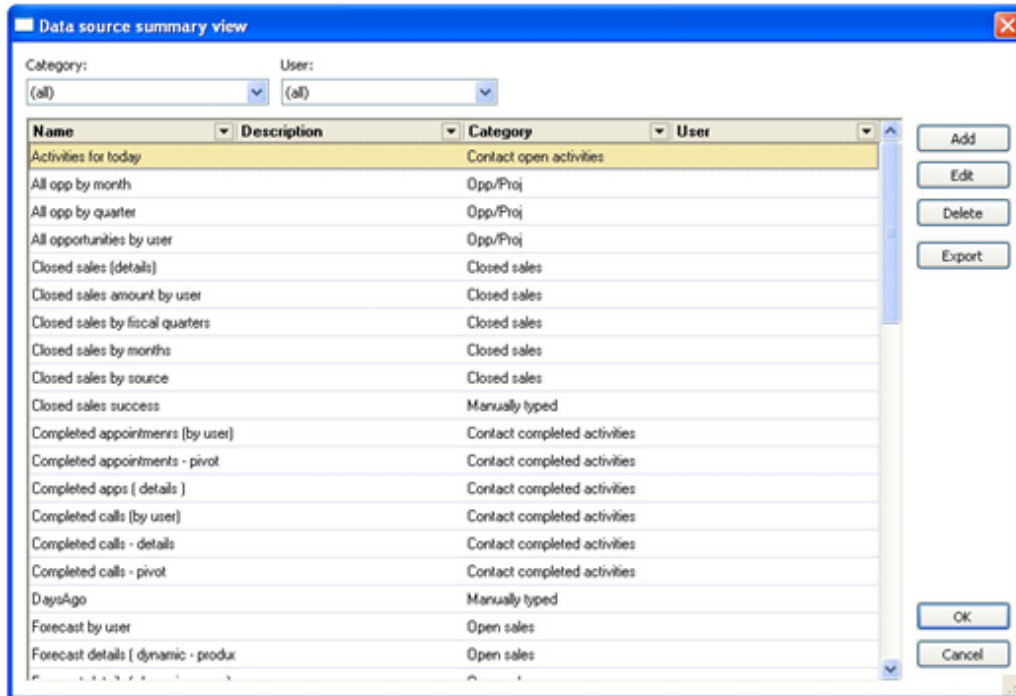 Data source summary view
Category: User:
(all) (all)
Name Description Category User
Activities for today Contact open activities
All opp by month Opp/Proj
All opp by quarter Opp/Proj
All opportunities by user Opp/Proj
Closed sales (details) Closed sales
Closed sales amount by user Closed sales
Closed sales by fiscal quarters Closed sales
Closed sales by months Closed sales
Closed sales by source Closed sales
Closed sales success Manually typed
Completed appointmenrs (by user) Contact completed activities
Completed appointments - pivot Contact completed activities
Completed apps ( details ) Contact completed activities
Completed calls (by user) Contact completed activities
Completed calls - details Contact completed activities
Completed calls - pivot Contact completed activities
DaysAgo Manually typed
Forecast by user Open sales
Forecast details ( dynamic - produx Open sales
Add
Edit
Delete
Export
OK
Cancel